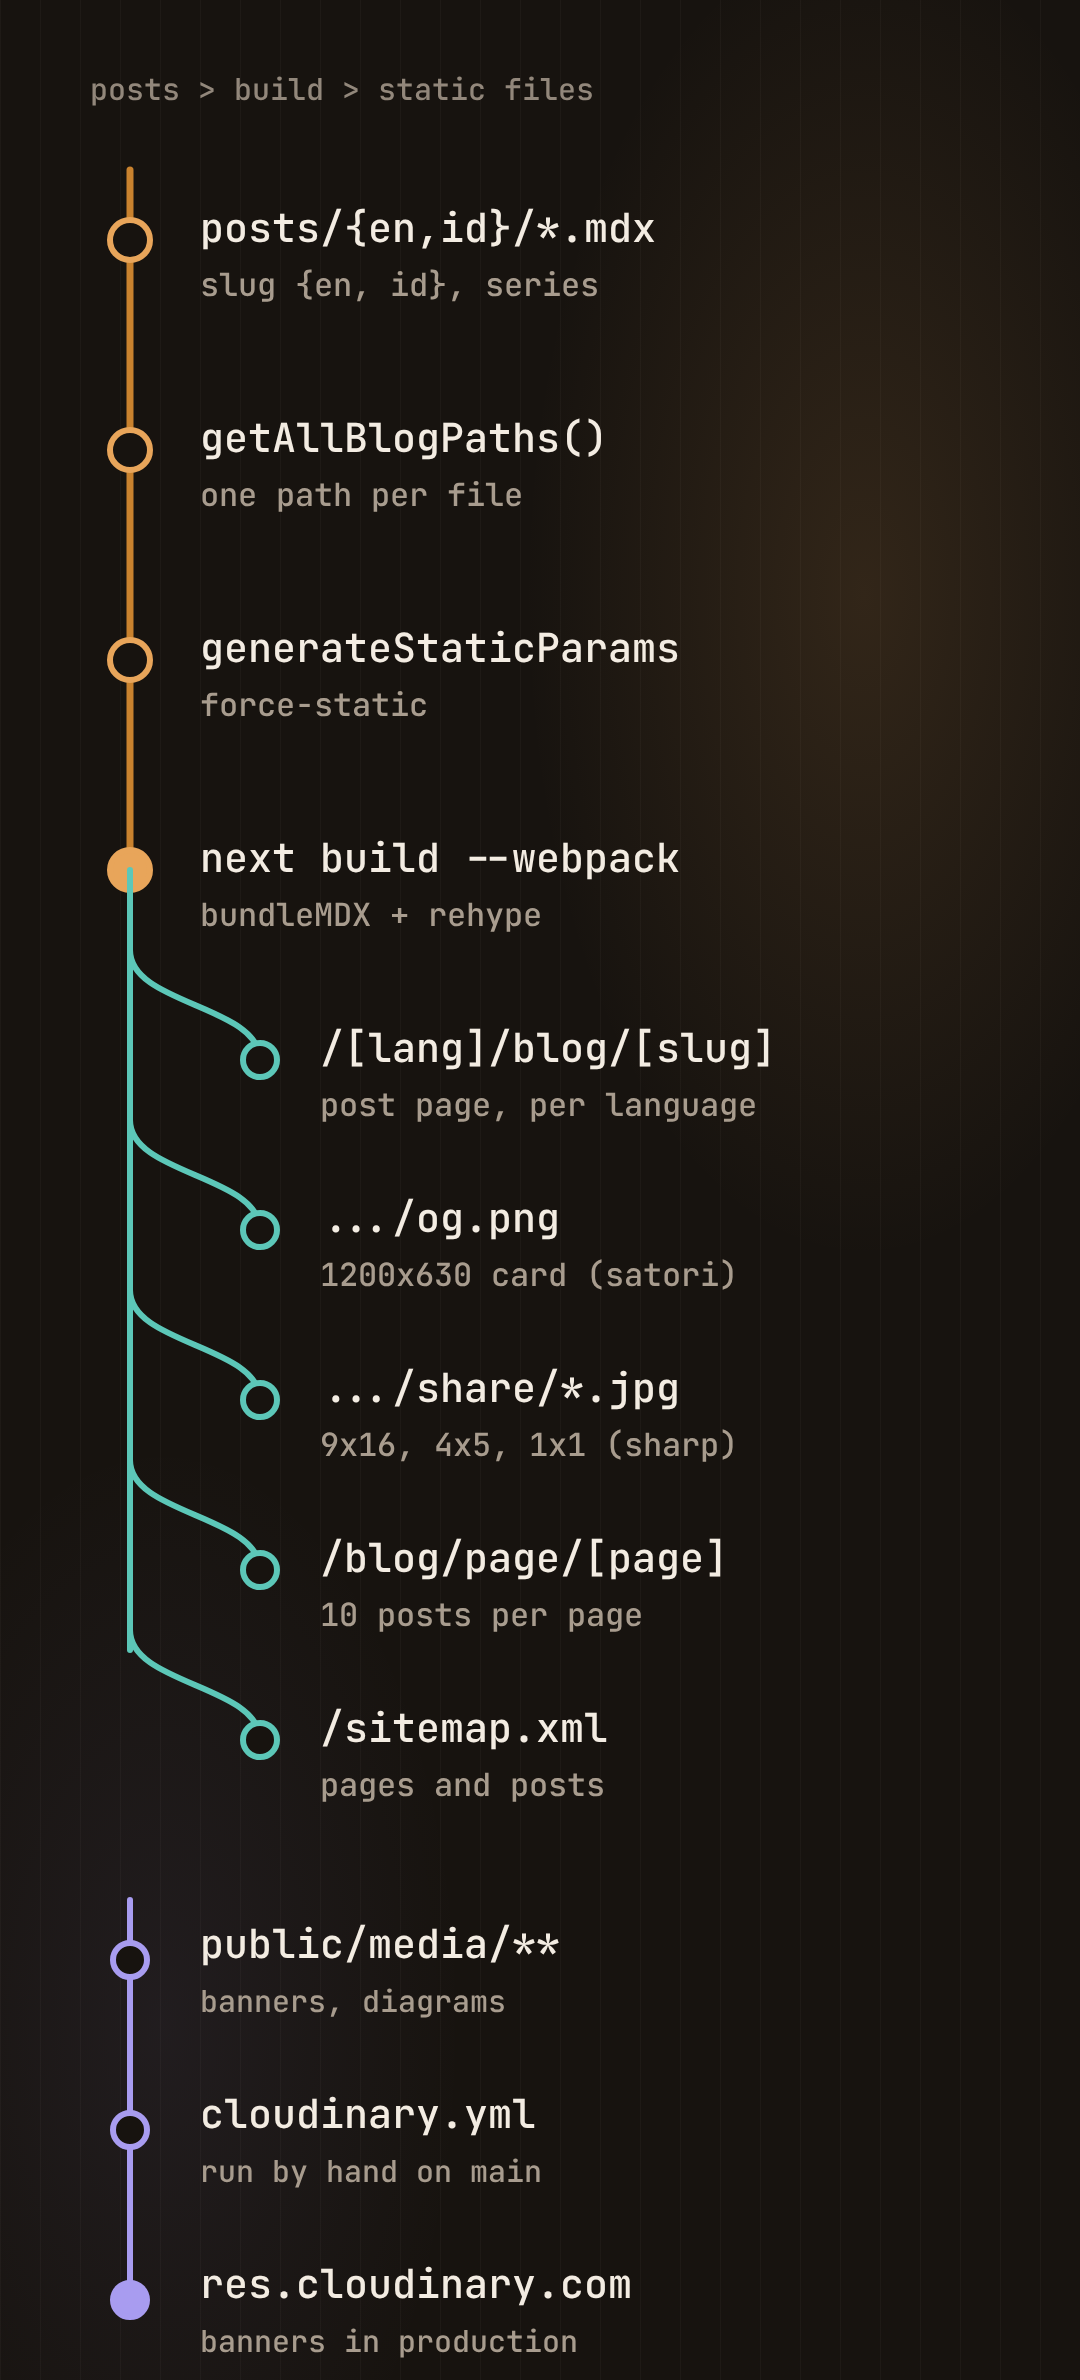 posts > build > static files
posts/{en,id}/*.mdx
slug {en, id}, series
getAllBlogPaths()
one path per file
generateStaticParams
force-static
next build --webpack
bundleMDX + rehype
/[lang]/blog/[slug]
post page, per language
.../og.png
1200x630 card (satori)
.../share/*.jpg
9x16, 4x5, 1x1 (sharp)
/blog/page/[page]
10 posts per page
/sitemap.xml
pages and posts
public/media/**
banners, diagrams
cloudinary.yml
run by hand on main
res.cloudinary.com
banners in production